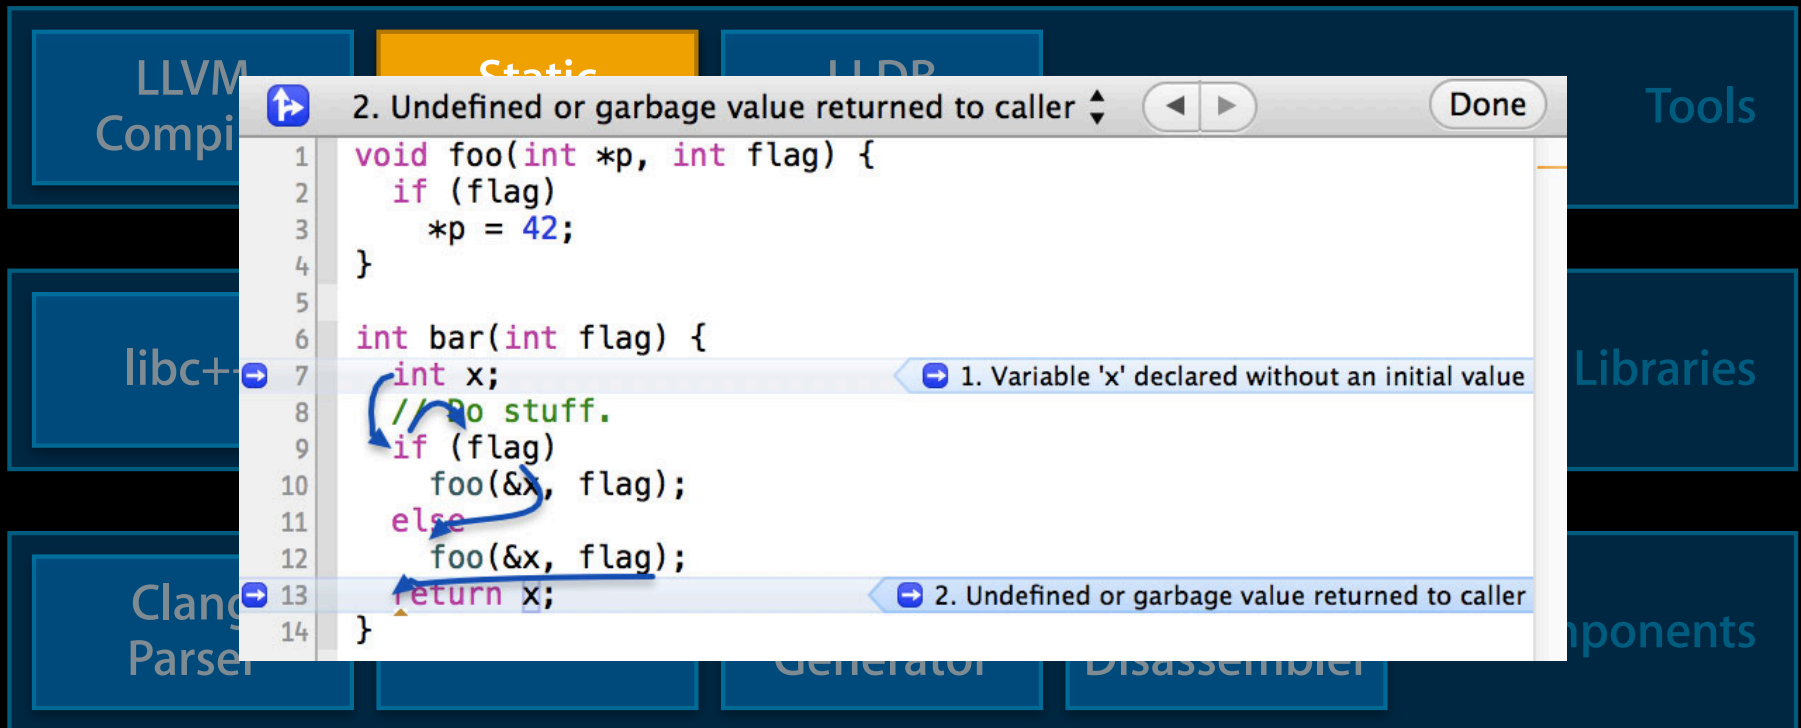 LLVM
Static
LLDB
Tools
2. Undefined or garbage value returned to caller
Done
1 void foo(int *p, int flag) {
2 if (flag)
3 *p = 42;
4 }
5
6 int bar(int flag) {
7 int x; 1. Variable 'x' declared without an initial value
8 // Do stuff.
9 if (flag)
10 foo(&x, flag);
11 else
12 foo(&x, flag);
13 return x; 2. Undefined or garbage value returned to caller
14 }
Libraries
Clang
Parser
Generator
Disassembler